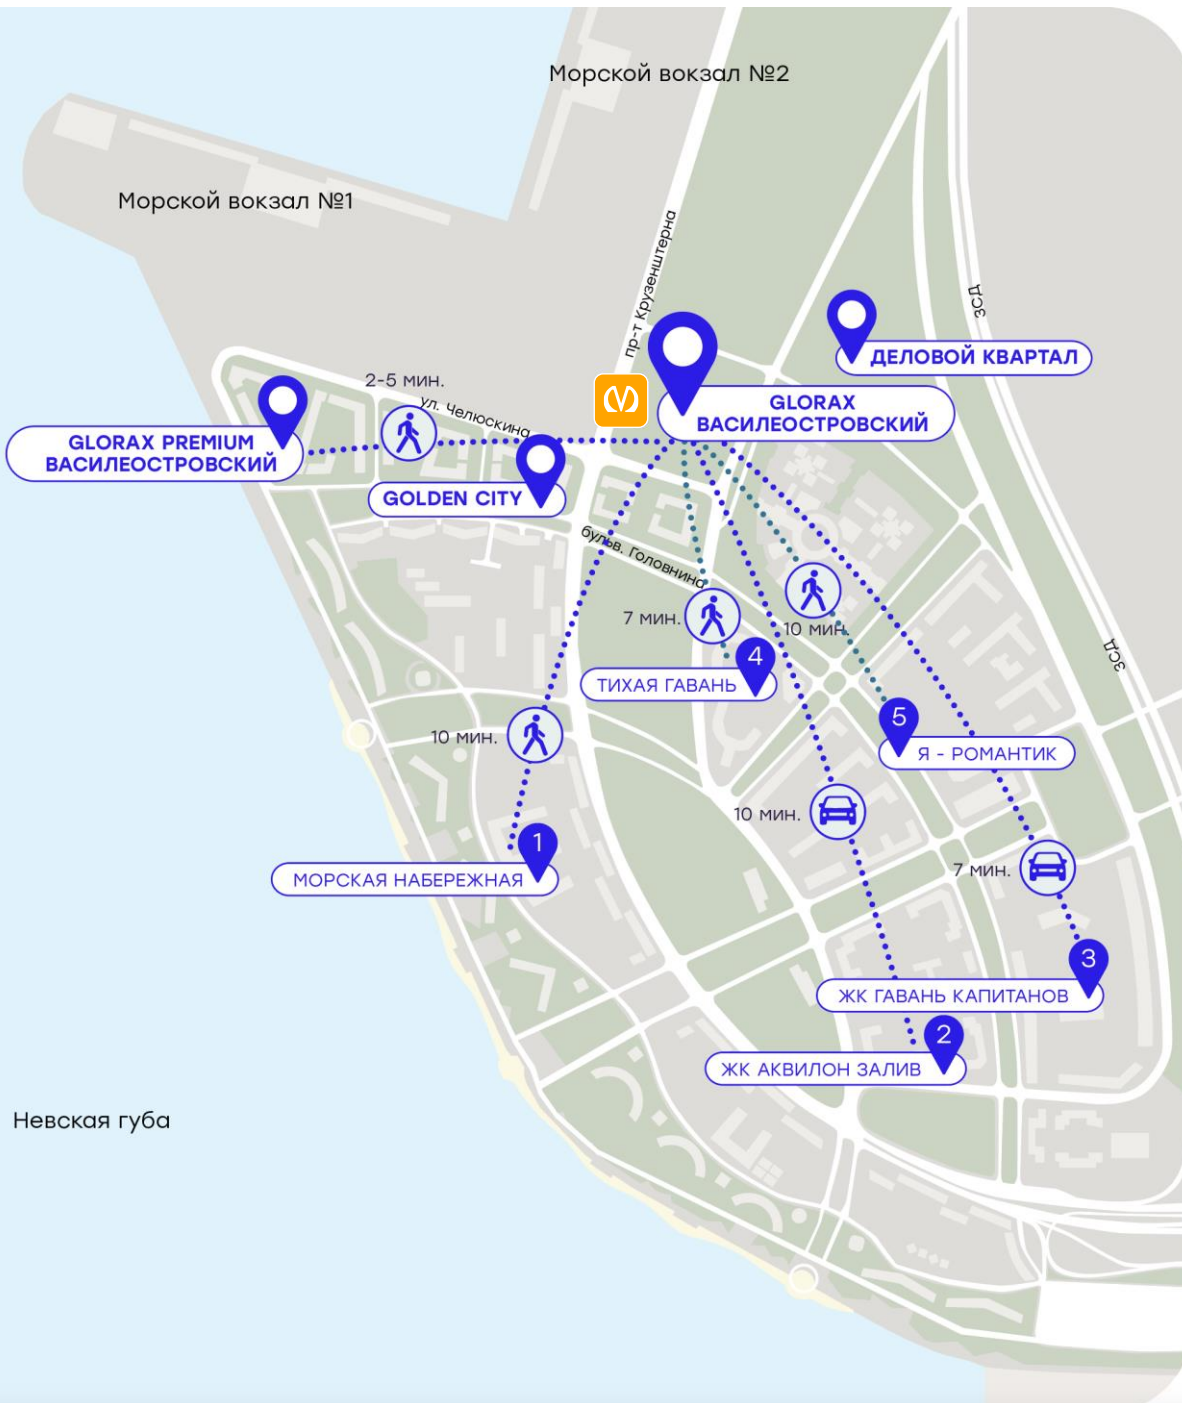 Морской вокзал №2
Морской вокзал №1
пр-т Крузенштерна
ЗСД
ДЕЛОВОЙ КВАРТАЛ
2-5 мин.
ул. Челюскина
GLORAX
ВАСИЛЕОСТРОВСКИЙ
GLORAX PREMIUM
ВАСИЛЕОСТРОВСКИЙ
GOLDEN CITY
бульв. Головнина
7 мин.
10 мин.
ЗСД
4
ТИХАЯ ГАВАНЬ
5
Я - РОМАНТИК
10 мин.
10 мин.
1
МОРСКАЯ НАБЕРЕЖНАЯ
7 мин.
3
ЖК ГАВАНЬ КАПИТАНОВ
2
ЖК АКВИЛОН ЗАЛИВ
Невская губа